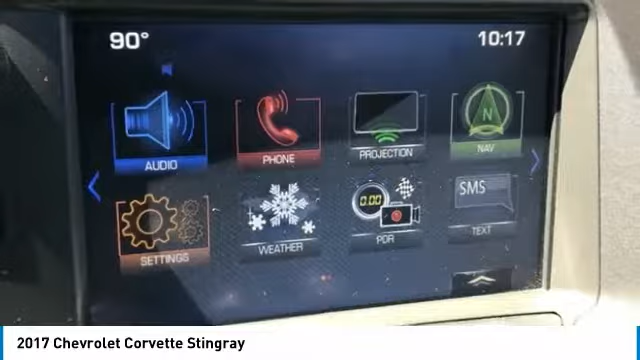 90° 10:17
AUDIO PHONE PROJECTION N NAV
SETTINGS WEATHER 0.00 PDR SMS TEXT
2017 Chevrolet Corvette Stingray